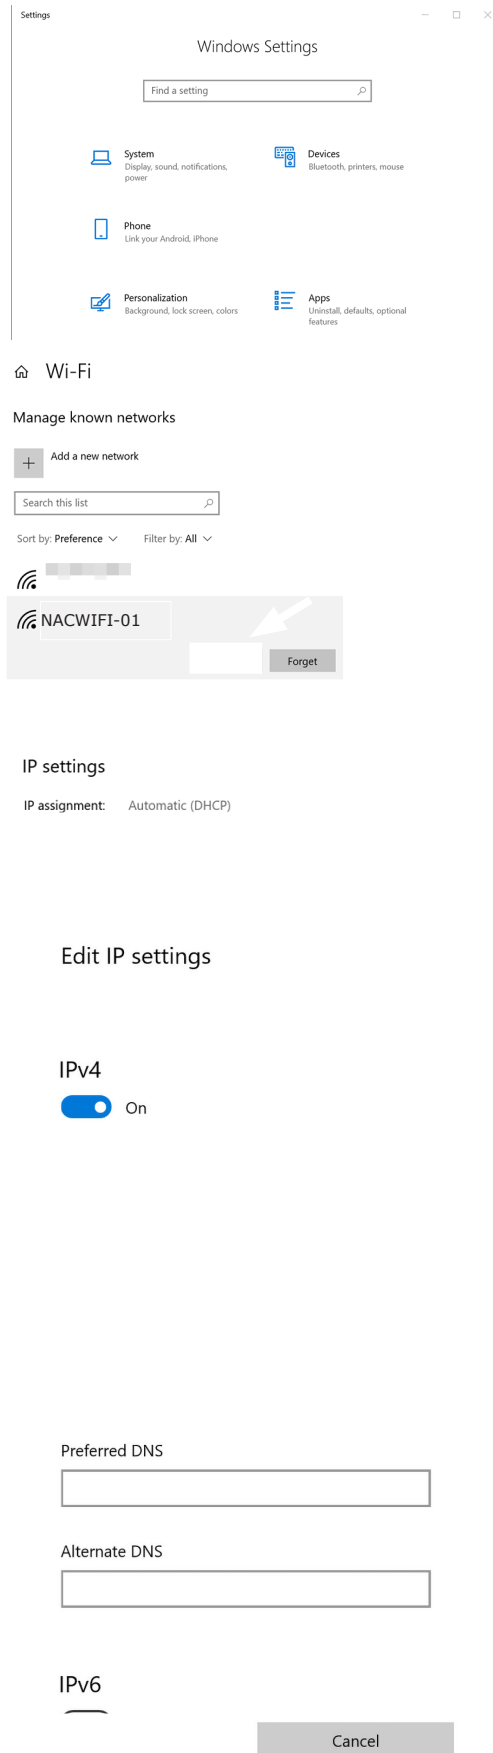 Settings
Windows Settings
Find a setting
System
Display, sound, notifications,
power
Devices
Bluetooth, printers, mouse
Phone
Link your Android, iPhone
Personalization
Background, lock screen, colors
Apps
Uninstall, defaults, optional
features
Wi-Fi
Manage known networks
Add a new network
Search this list
Sort by: Preference
Filter by: All
NACWIFI-01
Forget
IP settings
IP assignment: Automatic (DHCP)
Edit IP settings
IPv4
On
Preferred DNS
Alternate DNS
IPv6
Cancel